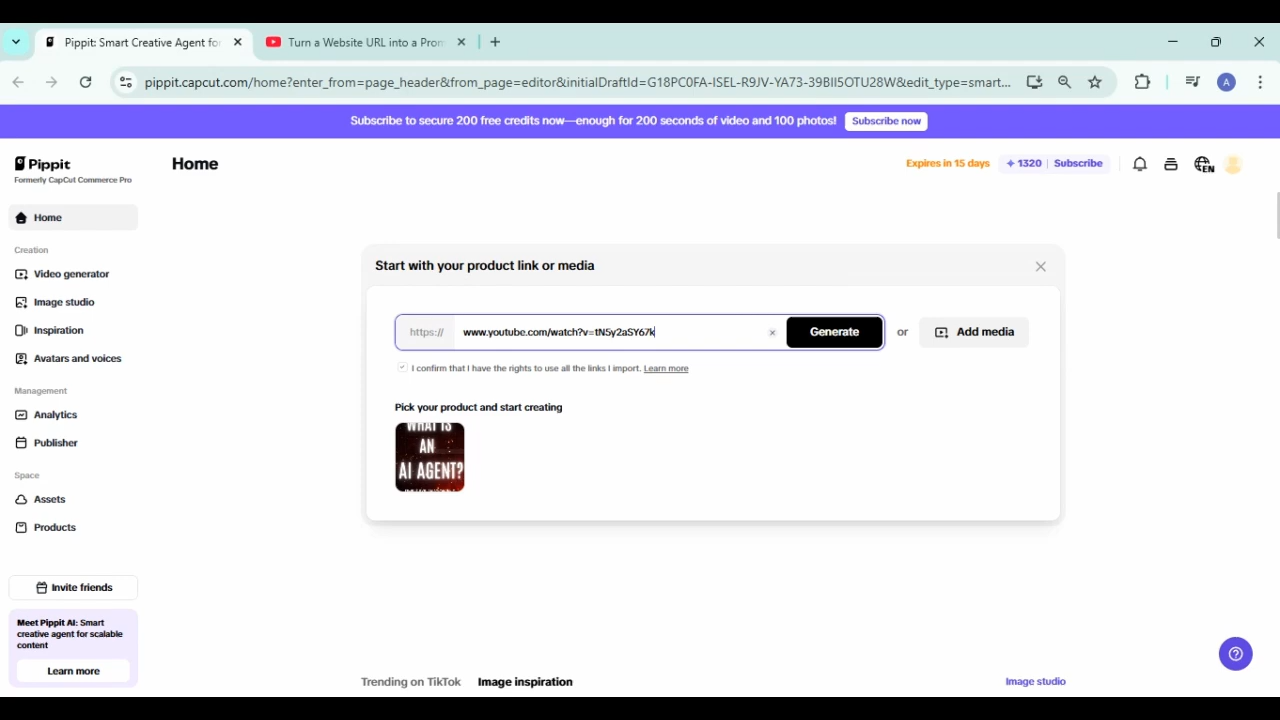 Pippit: Smart Creative Agent for
Turn a Website URL into a Pron
pippit.capcut.com/home?enter_from=page_header&from_page=editor&initialDraftId=G18PC0FA-ISEL-R9JV-YA73-39BII5OTU28W&edit_type=smart...
A
Subscribe to secure 200 free credits now—enough for 200 seconds of video and 100 photos!
Subscribe now
Pippit
Formerly CapCut Commerce Pro
Home
Expires in 15 days
1320
Subscribe
EN
Home
Creation
Video generator
Image studio
Inspiration
Avatars and voices
Management
Analytics
Publisher
Space
Assets
Products
Invite friends
Meet Pippit AI: Smart
creative agent for scalable
content
Learn more
Start with your product link or media
https://
www.youtube.com/watch?v=tN5y2aSY67k
Generate
or
Add media
I confirm that I have the rights to use all the links I import. Learn more
Pick your product and start creating
WHAT IS
AN
AI AGENT?
Trending on TikTok
Image inspiration
Image studio